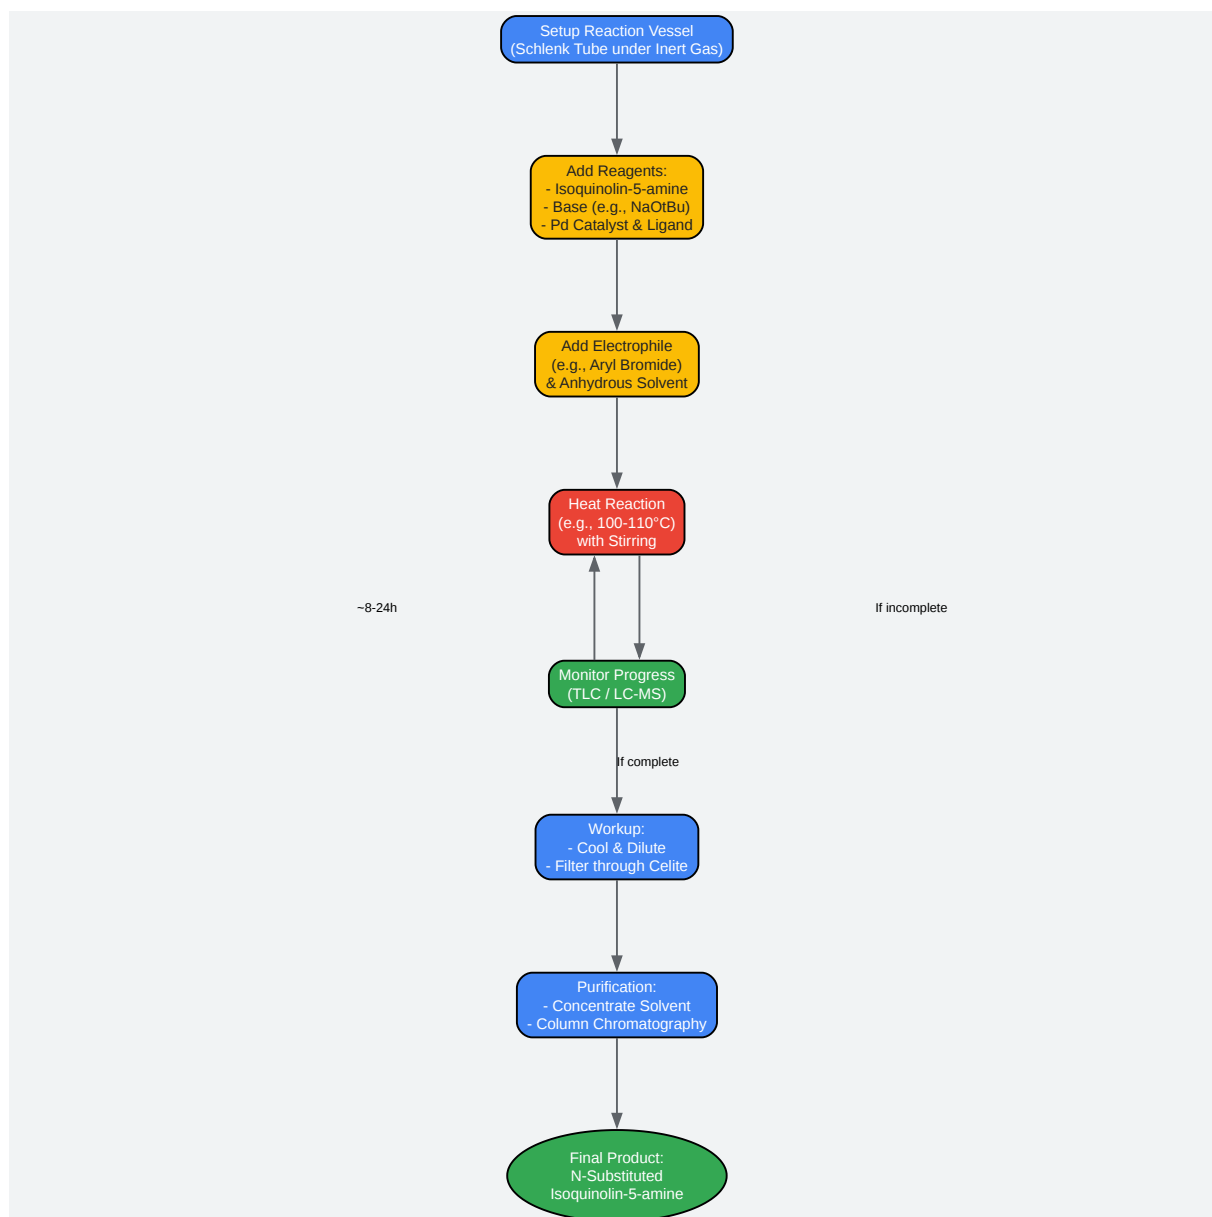 Setup Reaction Vessel
(Schlenk Tube under Inert Gas)
Add Reagents:
- Isoquinolin-5-amine
- Base (e.g., NaOtBu)
- Pd Catalyst & Ligand
Add Electrophile
(e.g., Aryl Bromide)
& Anhydrous Solvent
Heat Reaction
(e.g., 100-110°C)
with Stirring
~8-24h
If incomplete
Monitor Progress
(TLC / LC-MS)
If complete
Workup:
- Cool & Dilute
- Filter through Celite
Purification:
- Concentrate Solvent
- Column Chromatography
Final Product:
N-Substituted
Isoquinolin-5-amine